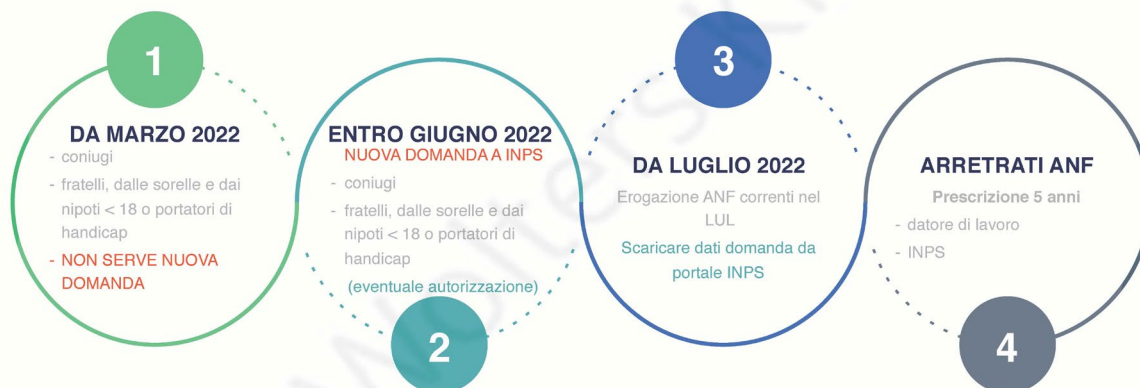 1
DA MARZO 2022
- coniugi
- fratelli, dalle sorelle e dai
nipoti < 18 o portatori di
handicap
- NON SERVE NUOVA
DOMANDA
ENTRO GIUGNO 2022
NUOVA DOMANDA A INPS
- coniugi
- fratelli, dalle sorelle e dai
nipoti < 18 o portatori di
handicap
(eventuale autorizzazione)
2
3
DA LUGLIO 2022
Erogazione ANF correnti nel
LUL
Scaricare dati domanda da
portale INPS
ARRETRATI ANF
Prescrizione 5 anni
- datore di lavoro
- INPS
4
Wolters K